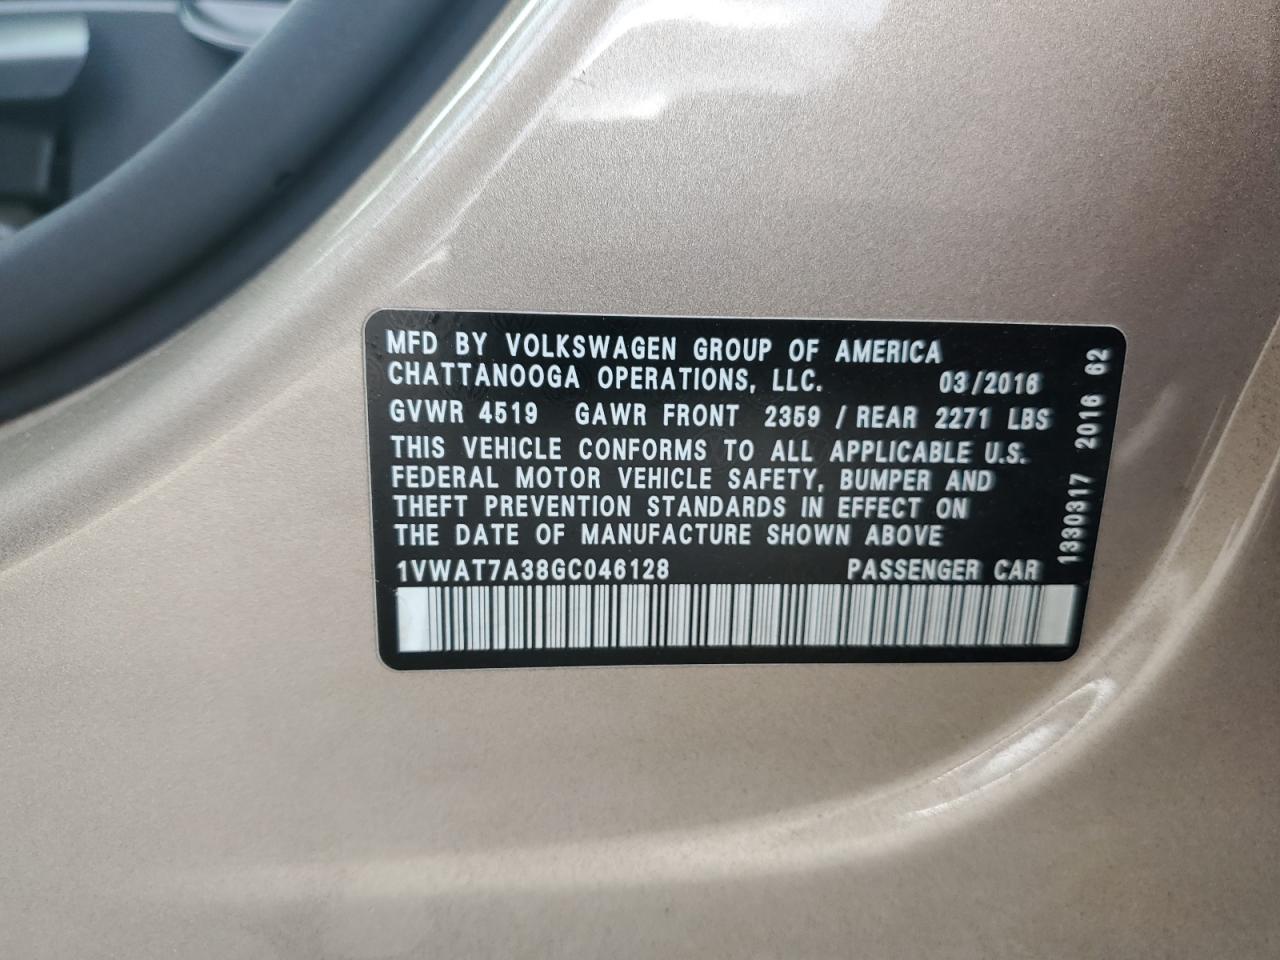 MFD BY VOLKSWAGEN GROUP OF AMERICA
CHATTANOOGA OPERATIONS, LLC. 03/2016
GVWR 4519 GAWR FRONT 2359 / REAR 2271 LBS
THIS VEHICLE CONFORMS TO ALL APPLICABLE U.S.
FEDERAL MOTOR VEHICLE SAFETY, BUMPER AND
THEFT PREVENTION STANDARDS IN EFFECT ON
THE DATE OF MANUFACTURE SHOWN ABOVE
1VWAT7A38GC046128 PASSENGER CAR
1330317 2016 62